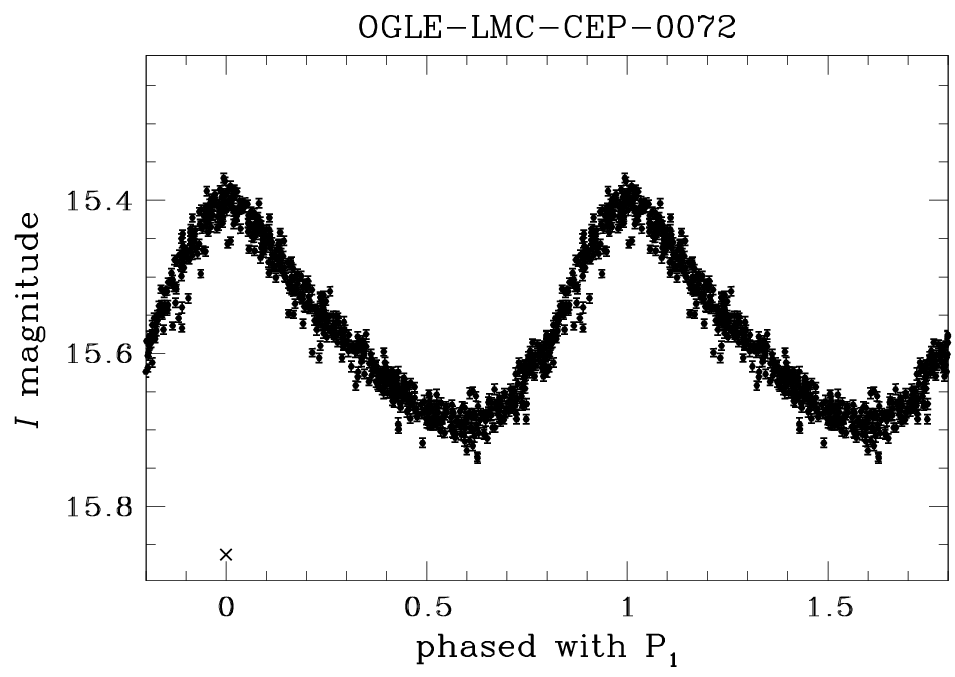 OGLE-LMC-CEP-0072
I magnitude
15.4
15.6
15.8
0 0.5 1 1.5
phased with P₁